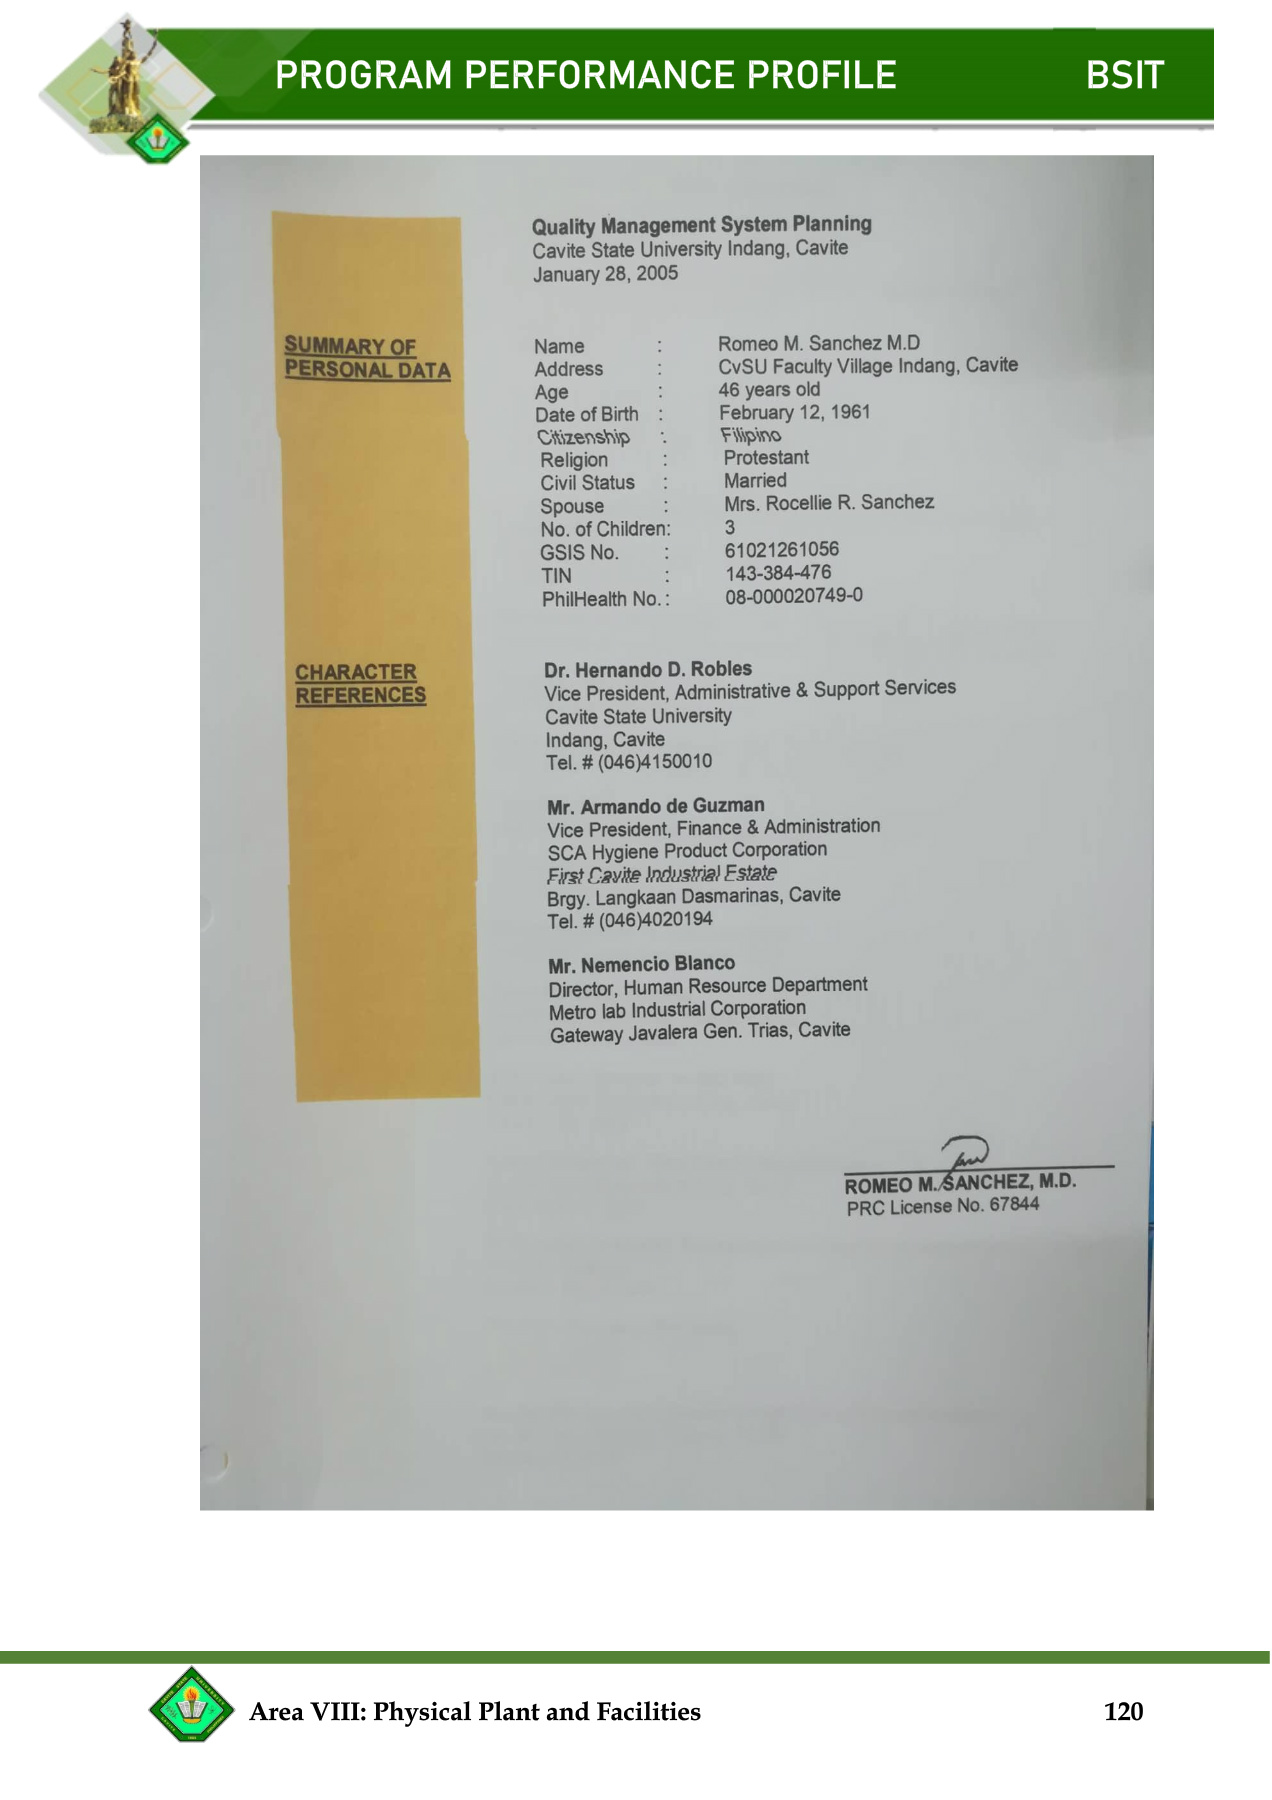 PROGRAM PERFORMANCE PROFILE BSIT
Quality Management System Planning
Cavite State University Indang, Cavite
January 28, 2005
SUMMARY OF
PERSONAL DATA
Name : Romeo M. Sanchez M.D
Address : CvSU Faculty Village Indang, Cavite
Age : 46 years old
Date of Birth : February 12, 1961
Citizenship : Filipino
Religion : Protestant
Civil Status : Married
Spouse : Mrs. Rocellie R. Sanchez
No. of Children: 3
GSIS No. : 61021261056
TIN : 143-384-476
PhilHealth No. : 08-000020749-0
CHARACTER
REFERENCES
Dr. Hernando D. Robles
Vice President, Administrative & Support Services
Cavite State University
Indang, Cavite
Tel. # (046)4150010
Mr. Armando de Guzman
Vice President, Finance & Administration
SCA Hygiene Product Corporation
First Cavite Industrial Estate
Brgy. Langkaan Dasmarinas, Cavite
Tel. # (046)4020194
Mr. Nemencio Blanco
Director, Human Resource Department
Metro lab Industrial Corporation
Gateway Javalera Gen. Trias, Cavite
ROMEO M. SANCHEZ, M.D.
PRC License No. 67844
Area VIII: Physical Plant and Facilities 120